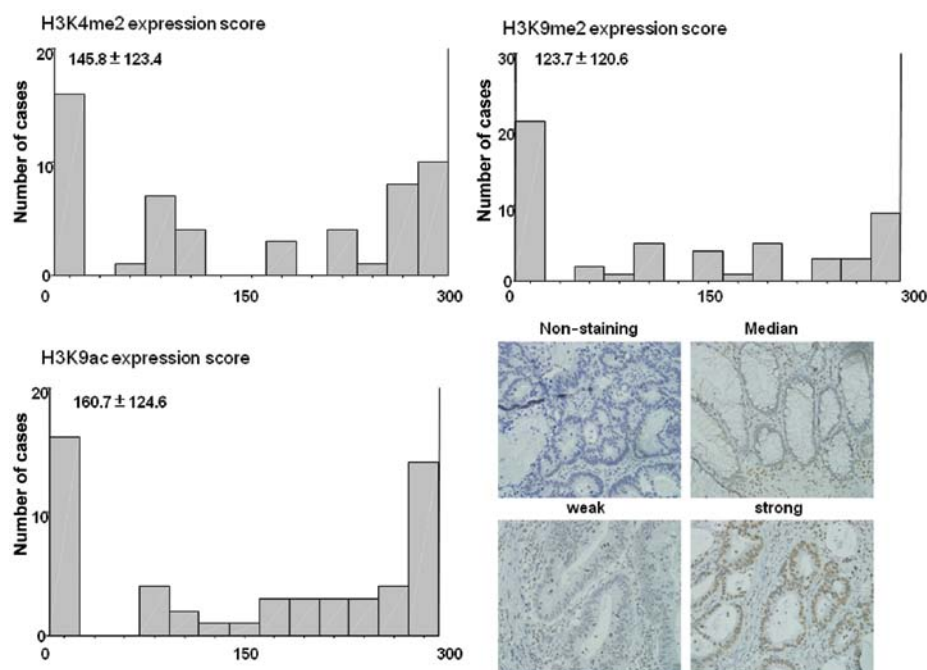 H3K4me2 expression score
145.8 ± 123.4
Number of cases
20
10
0
0 150 300
H3K9me2 expression score
123.7 ± 120.6
Number of cases
30
20
10
0
0 150 300
H3K9ac expression score
160.7 ± 124.6
Number of cases
20
10
0
0 150 300
Non-staining Median
weak strong